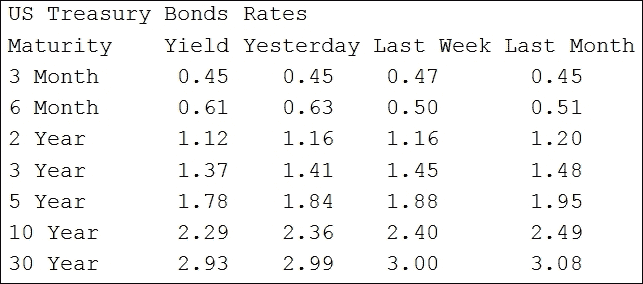 US Treasury Bonds Rates
Maturity Yield Yesterday Last Week Last Month
3 Month 0.45 0.45 0.47 0.45
6 Month 0.61 0.63 0.50 0.51
2 Year 1.12 1.16 1.16 1.20
3 Year 1.37 1.41 1.45 1.48
5 Year 1.78 1.84 1.88 1.95
10 Year 2.29 2.36 2.40 2.49
30 Year 2.93 2.99 3.00 3.08